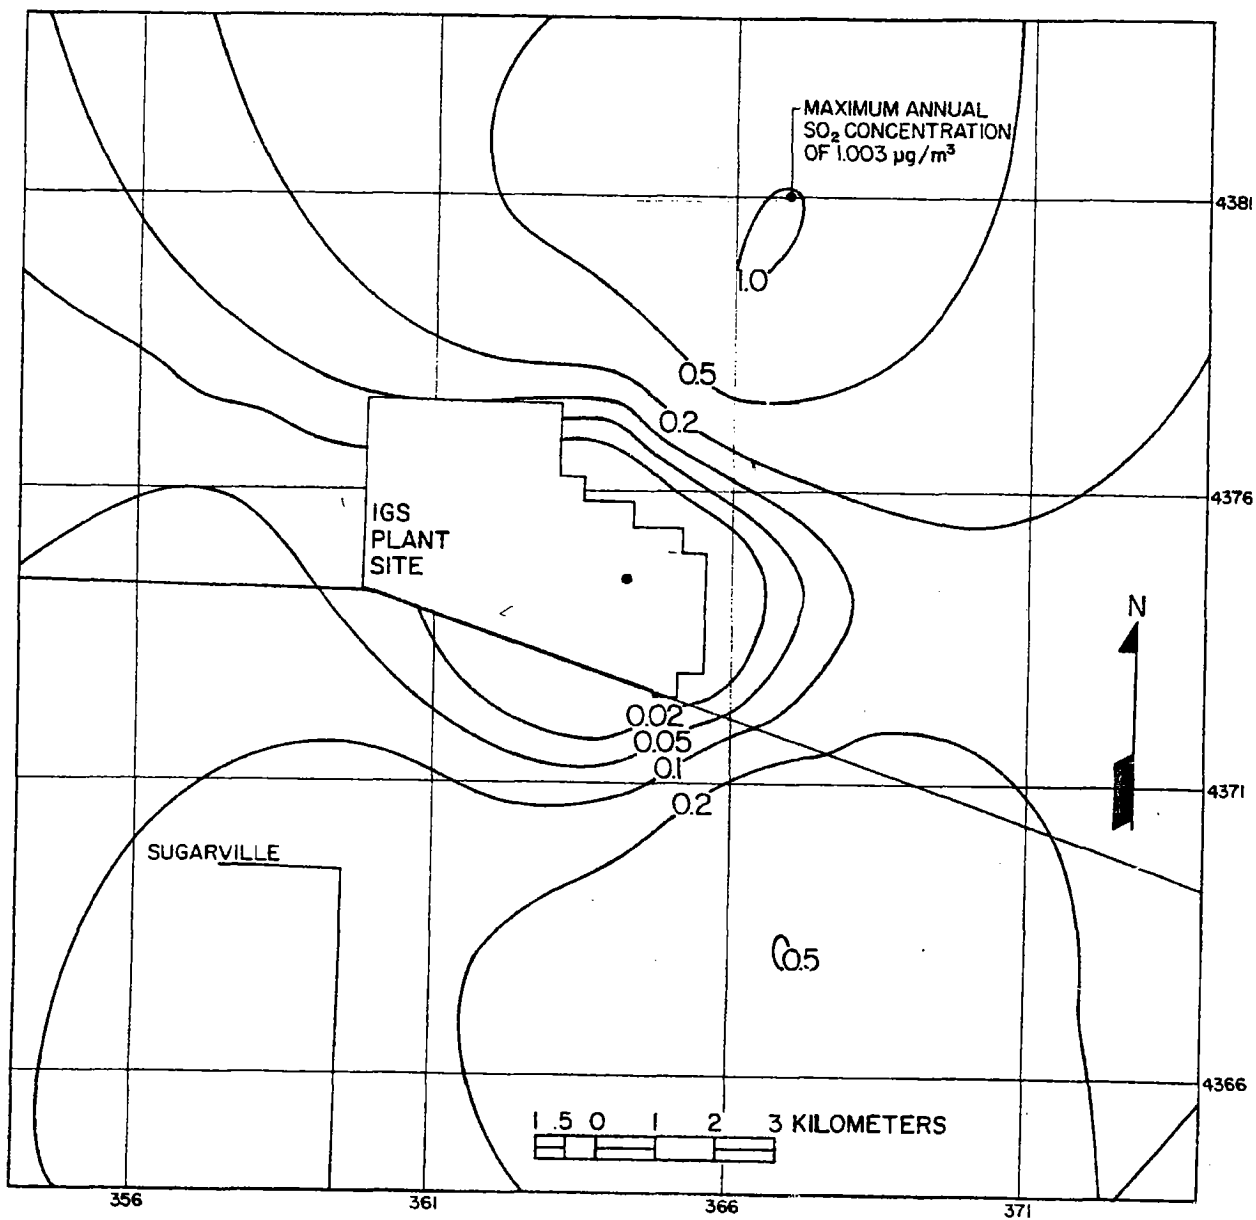 MAXIMUM ANNUAL
SO₂ CONCENTRATION
OF 1.003 µg/m³
4381
1.0
0.5
0.2
4376
IGS
PLANT
SITE
N
0.02
0.05
0.1
0.2
4371
SUGARVILLE
0.5
4366
1 .5 0 1 2 3 KILOMETERS
356 361 366 371